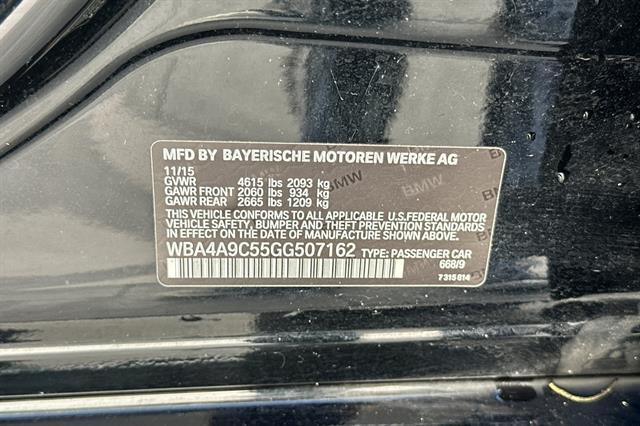 MFD BY BAYERISCHE MOTOREN WERKE AG
11/15
GVWR 4615 lbs 2093 kg
GAWR FRONT 2060 lbs 934 kg
GAWR REAR 2665 lbs 1209 kg
THIS VEHICLE CONFORMS TO ALL APPLICABLE U.S.FEDERAL MOTOR
VEHICLE SAFETY, BUMPER AND THEFT PREVENTION STANDARDS
IN EFFECT ON THE DATE OF MANUFACTURE SHOWN ABOVE.
WBA4A9C55GG507162 TYPE: PASSENGER CAR
668/9
7 315 814
BMW
BMW
BMW